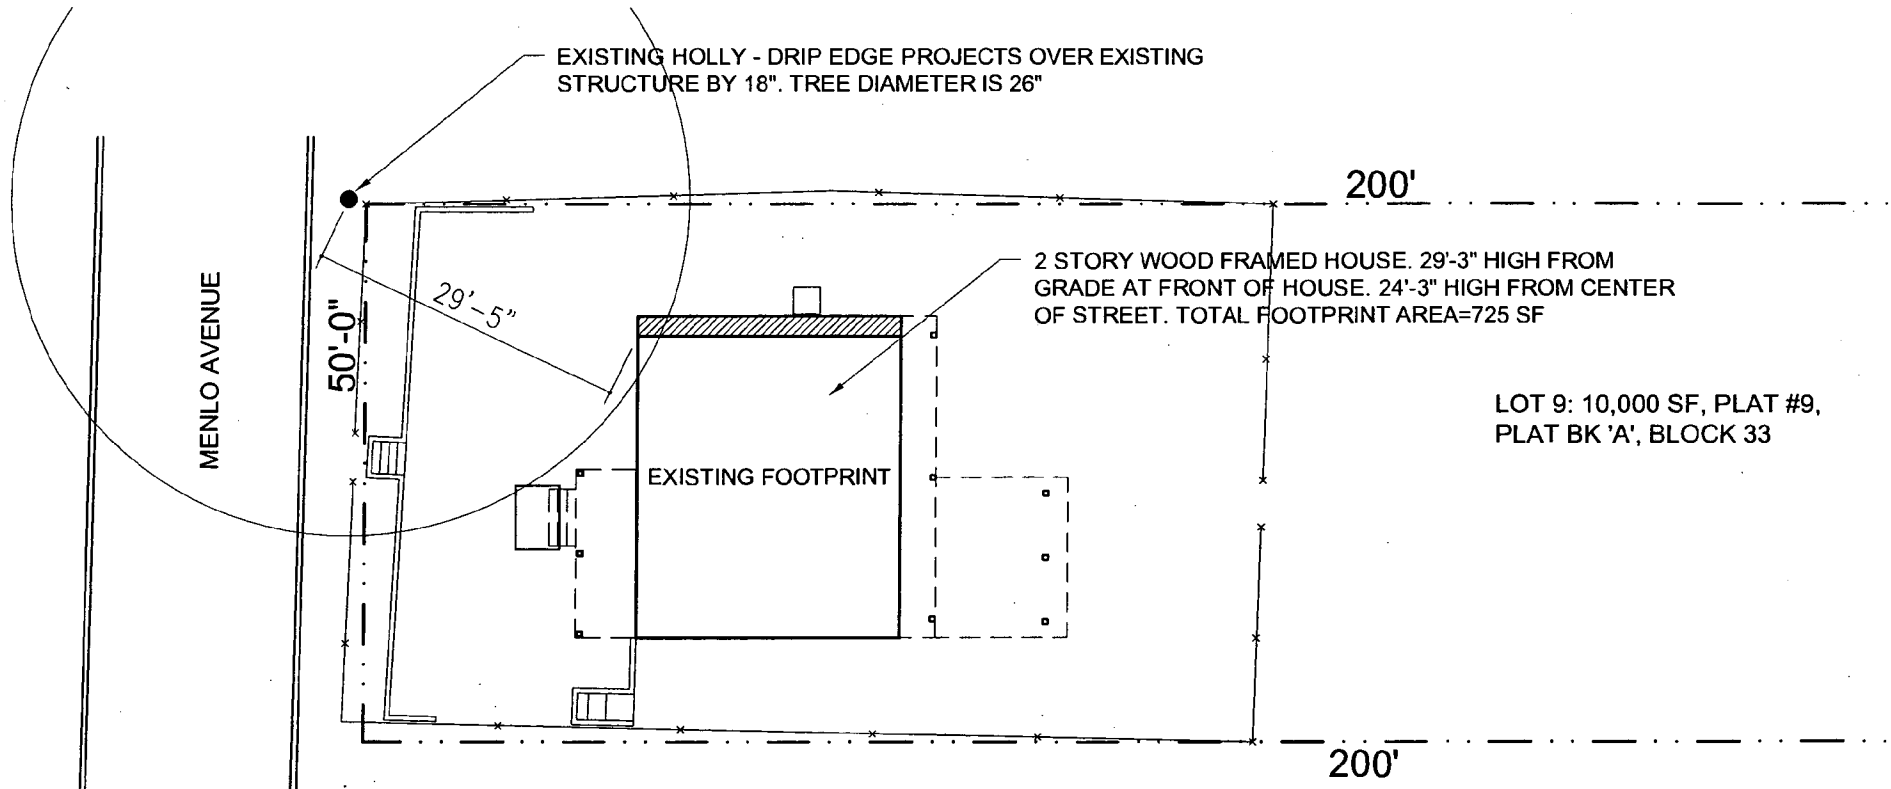 EXISTING HOLLY - DRIP EDGE PROJECTS OVER EXISTING
STRUCTURE BY 18". TREE DIAMETER IS 26"
200'
2 STORY WOOD FRAMED HOUSE. 29'-3" HIGH FROM
GRADE AT FRONT OF HOUSE. 24'-3" HIGH FROM CENTER
OF STREET. TOTAL FOOTPRINT AREA=725 SF
29'-5"
50'-0"
MENLO AVENUE
LOT 9: 10,000 SF, PLAT #9,
PLAT BK 'A', BLOCK 33
EXISTING FOOTPRINT
200'